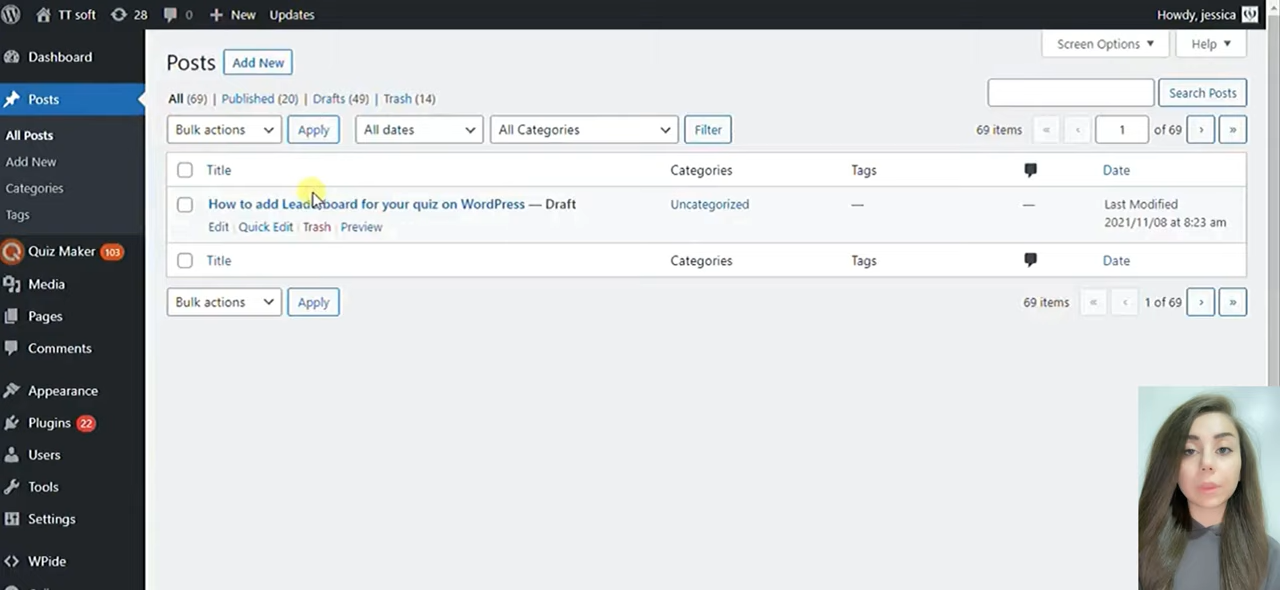 TT soft 28 0 New Updates Howdy, jessica
Dashboard
Posts
All Posts
Add New
Categories
Tags
Quiz Maker 103
Media
Pages
Comments
Appearance
Plugins 22
Users
Tools
Settings
WPide
Screen Options Help
Posts Add New
All (69) | Published (20) | Drafts (49) | Trash (14)
Search Posts
Bulk actions Apply All dates All Categories Filter 69 items « ‹ 1 of 69 › »
Title Categories Tags Date
How to add Leaderboard for your quiz on WordPress — Draft Uncategorized — — Last Modified
Edit | Quick Edit | Trash | Preview 2021/11/08 at 8:23 am
Title Categories Tags Date
Bulk actions Apply 69 items « ‹ 1 of 69 › »